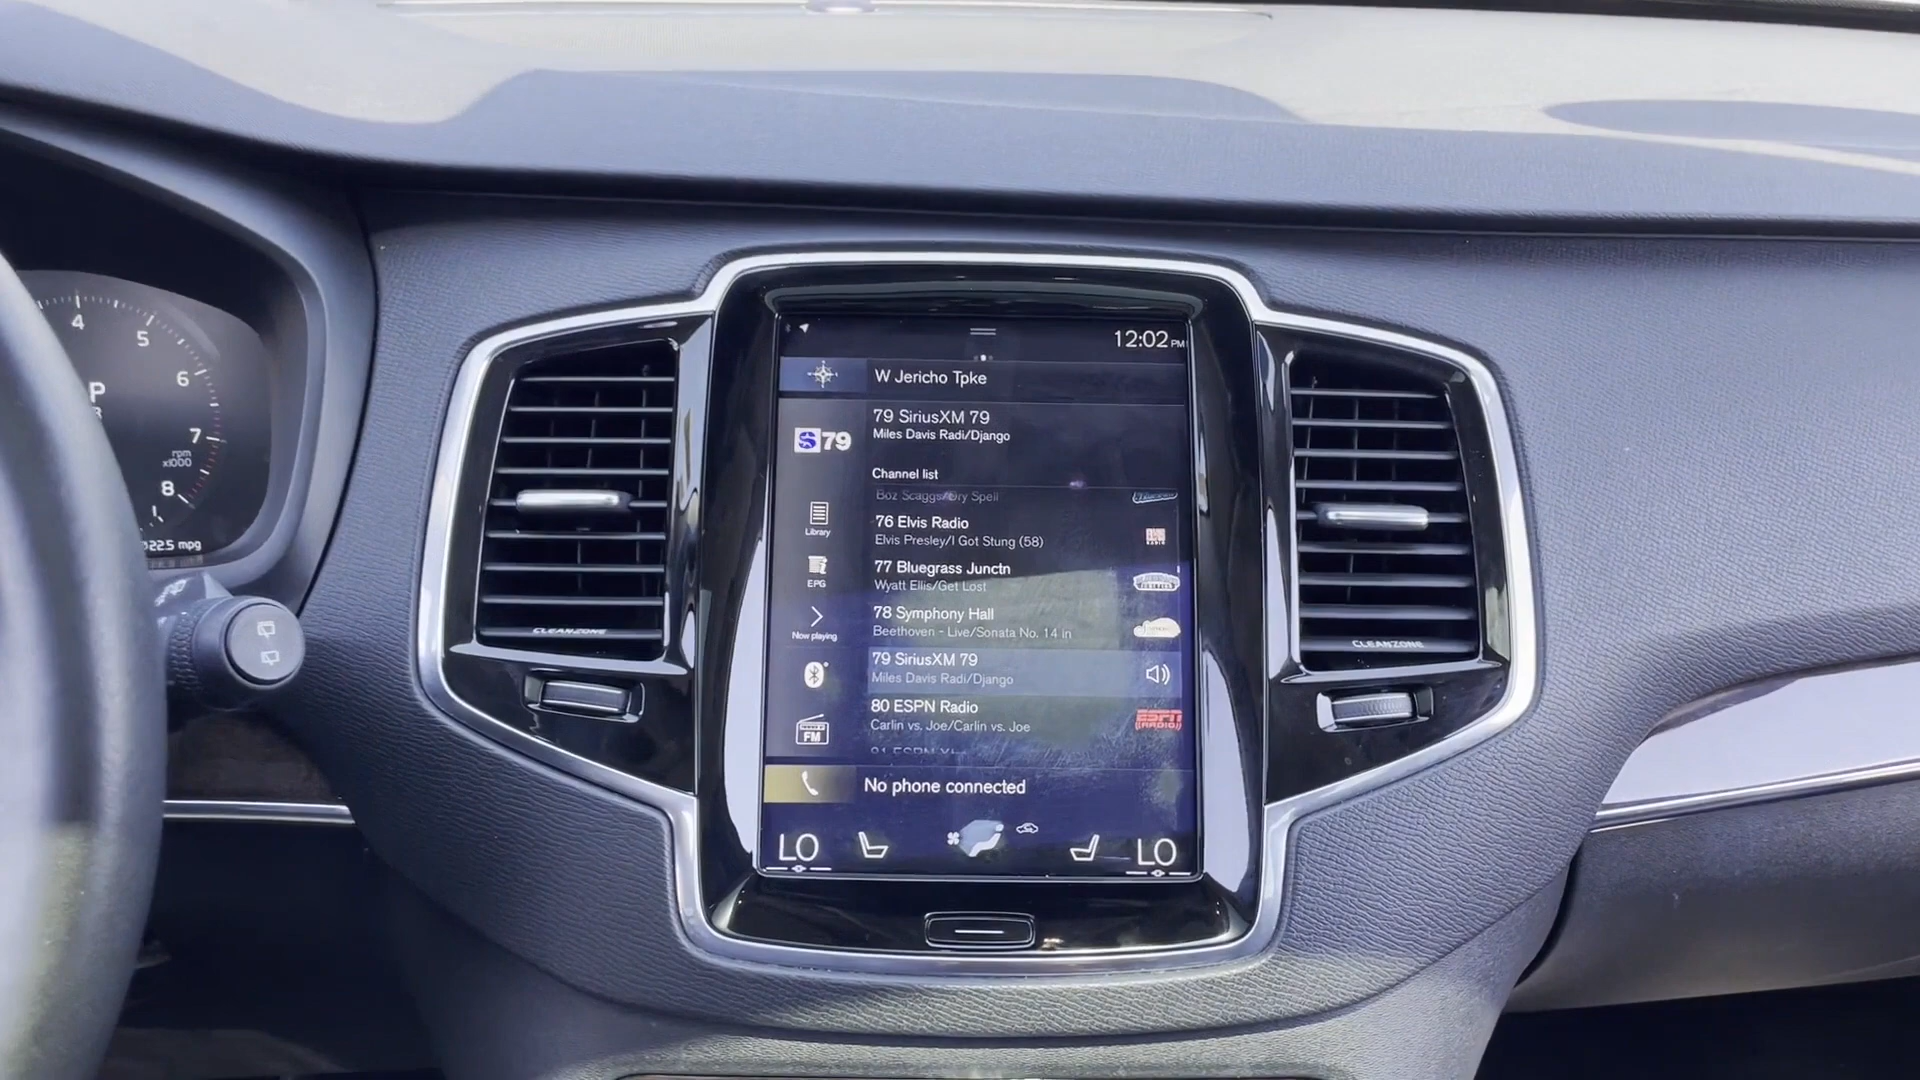 12:02 PM
W Jericho Tpke
79 SiriusXM 79
Miles Davis Radi/Django
S 79
Channel list
Boz Scaggs/Dry Spell
76 Elvis Radio
Elvis Presley/I Got Stung (58)
Library
77 Bluegrass Junctn
Wyatt Ellis/Get Lost
EPG
78 Symphony Hall
Beethoven - Live/Sonata No. 14 in
Now playing
79 SiriusXM 79
Miles Davis Radi/Django
80 ESPN Radio
Carlin vs. Joe/Carlin vs. Joe
ESPN
RADIO
FM
No phone connected
LO
LO
CLEANZONE
CLEANZONE
4
5
6
7
8
P
rpm
x1000
22.5 mpg